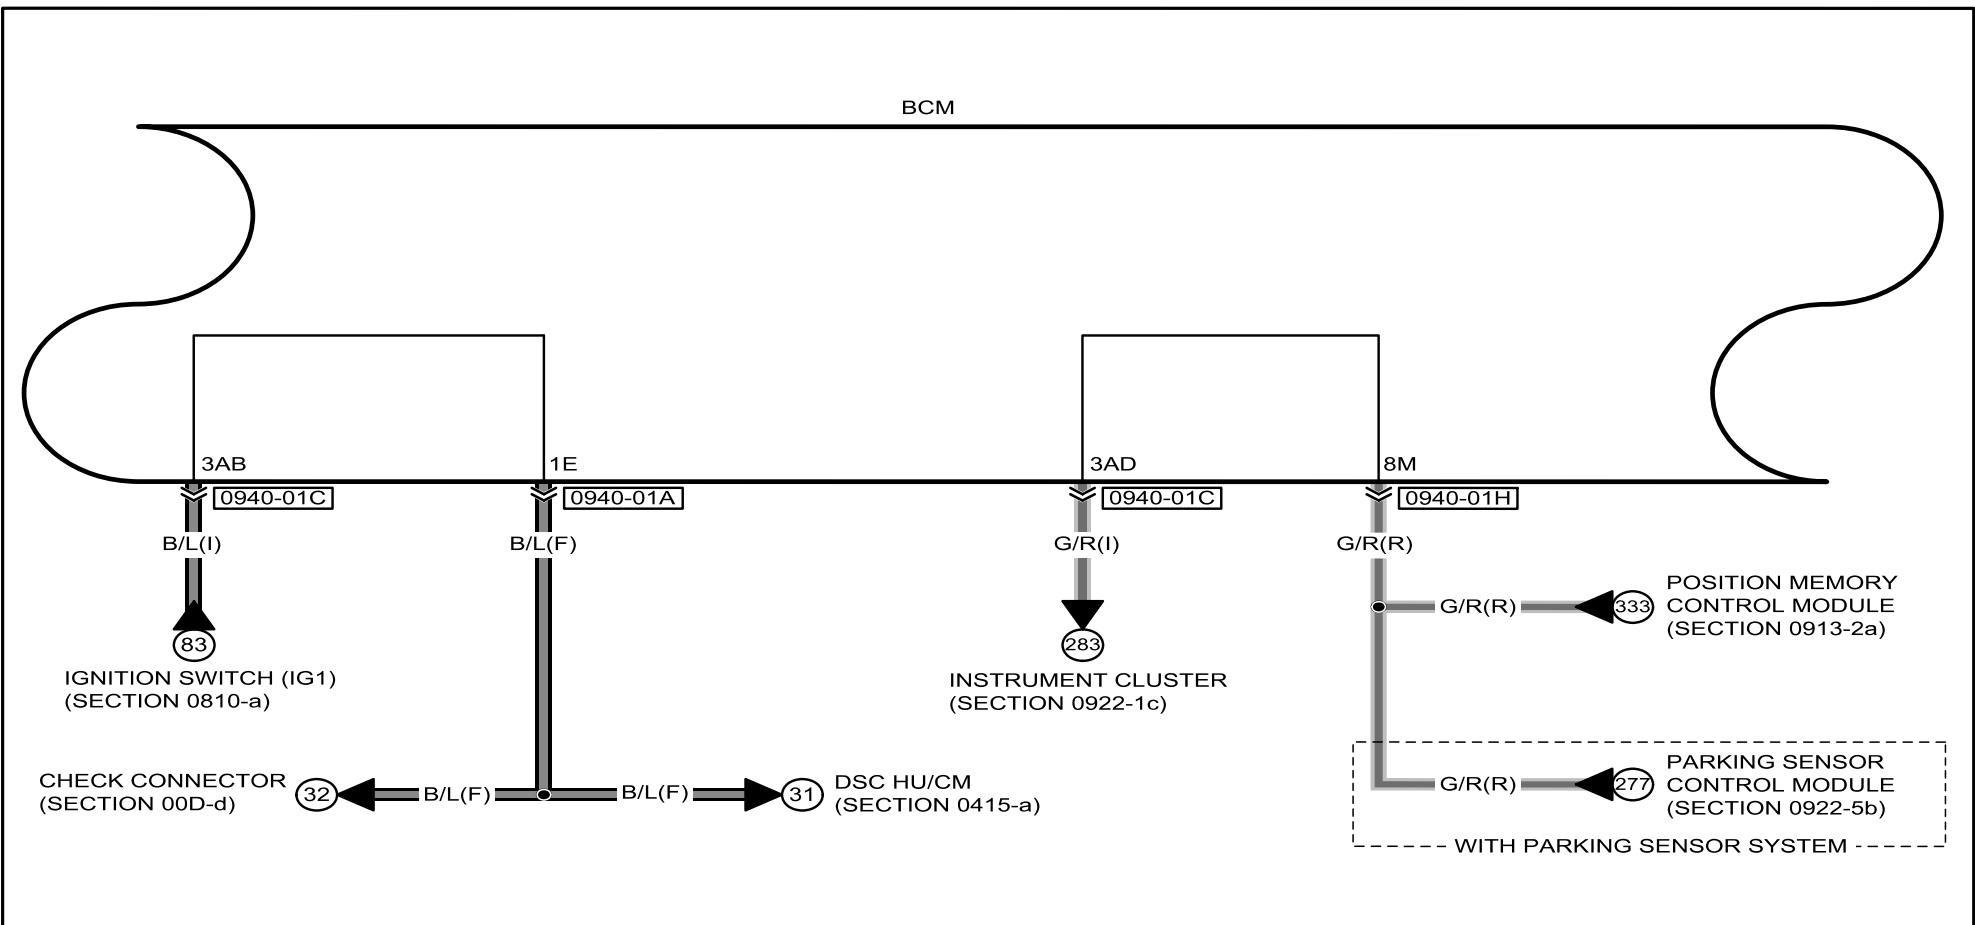 BCM
3AB
1E
3AD
8M
0940-01C
0940-01A
0940-01C
0940-01H
B/L(I)
B/L(F)
G/R(I)
G/R(R)
83
IGNITION SWITCH (IG1)
(SECTION 0810-a)
283
INSTRUMENT CLUSTER
(SECTION 0922-1c)
G/R(R)
333
POSITION MEMORY
CONTROL MODULE
(SECTION 0913-2a)
CHECK CONNECTOR
(SECTION 00D-d)
32
B/L(F)
B/L(F)
31
DSC HU/CM
(SECTION 0415-a)
G/R(R)
277
PARKING SENSOR
CONTROL MODULE
(SECTION 0922-5b)
WITH PARKING SENSOR SYSTEM